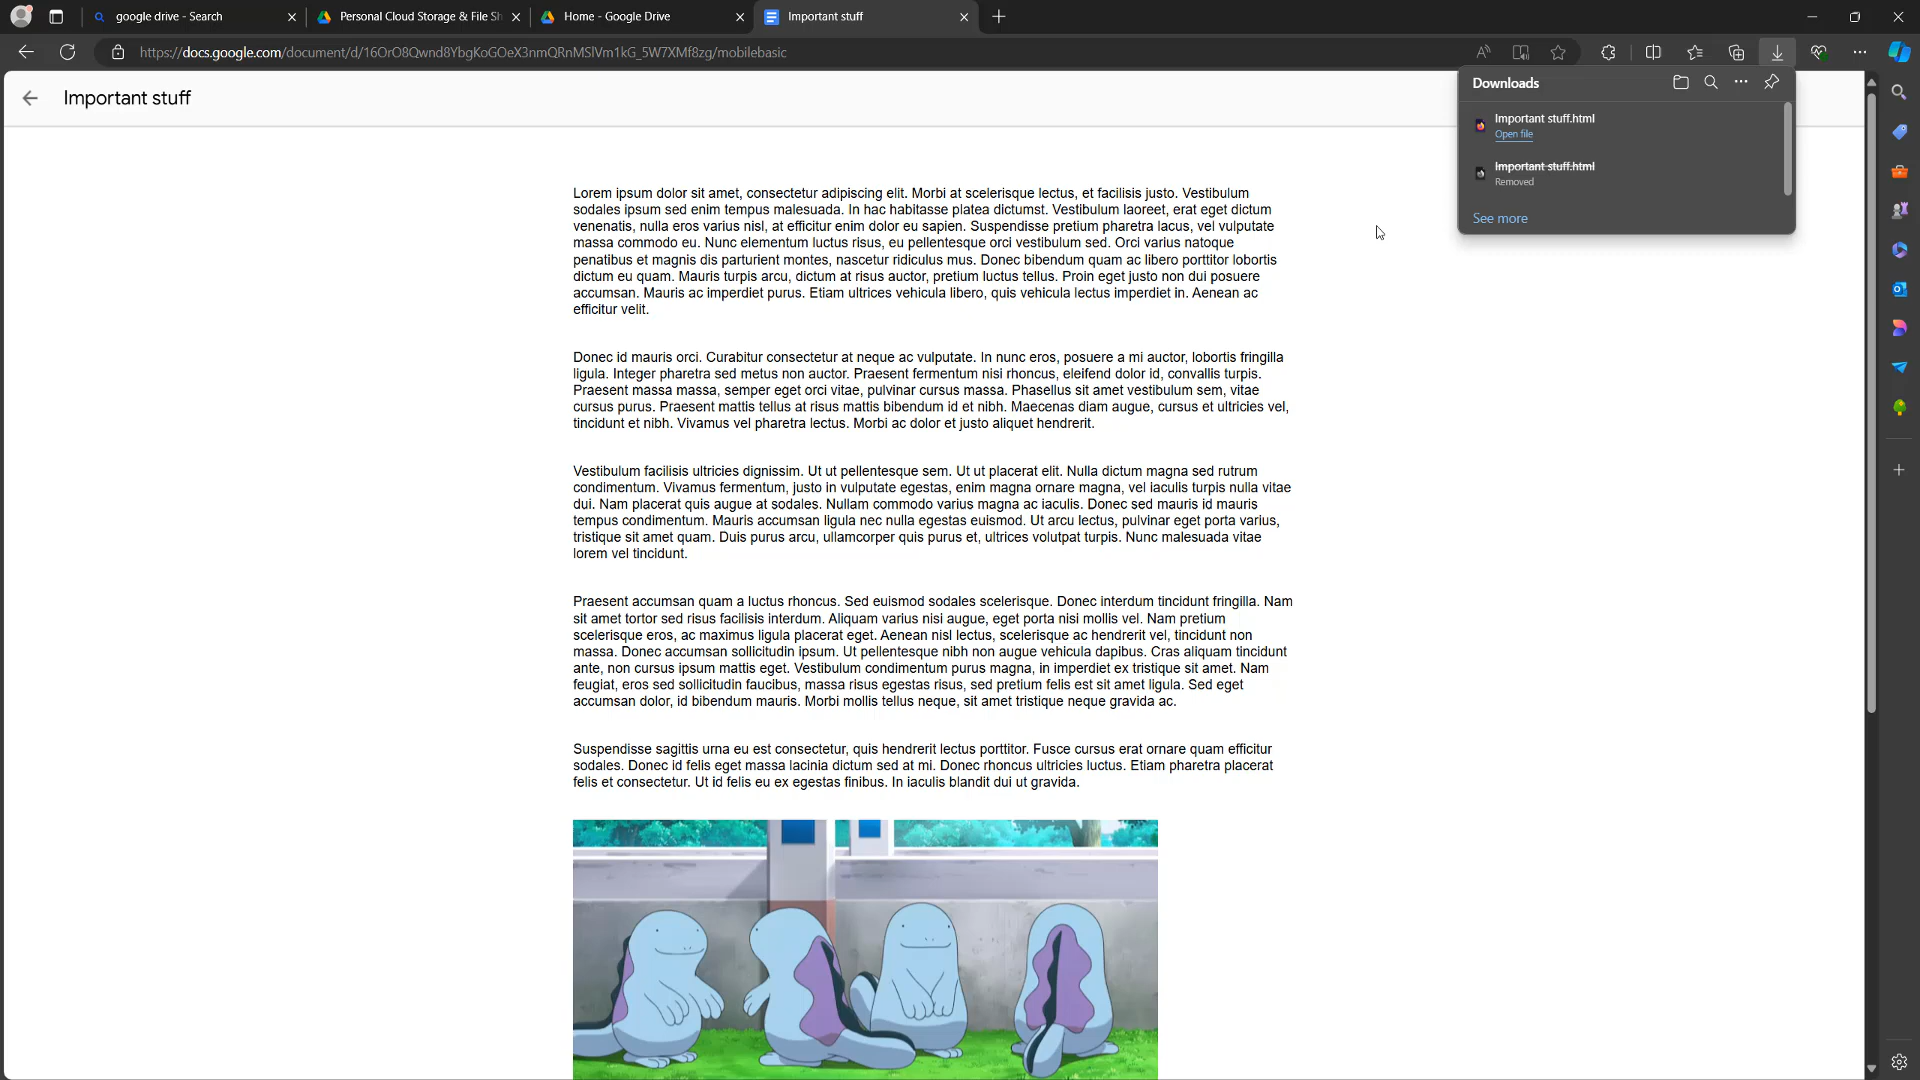 google drive - Search
Personal Cloud Storage & File Sh
Home - Google Drive
Important stuff
https://docs.google.com/document/d/16OrO8Qwnd8YbgKoGOeX3nmQRnMSlVm1kG_5W7XMf8zg/mobilebasic
Important stuff
Downloads
Important stuff.html
Open file
Important stuff.html
Removed
See more
Lorem ipsum dolor sit amet, consectetur adipiscing elit. Morbi at scelerisque lectus, et facilisis justo. Vestibulum
sodales ipsum sed enim tempus malesuada. In hac habitasse platea dictumst. Vestibulum laoreet, erat eget dictum
venenatis, nulla eros varius nisl, at efficitur enim dolor eu sapien. Suspendisse pretium pharetra lacus, vel vulputate
massa commodo eu. Nunc elementum luctus risus, eu pellentesque orci vestibulum sed. Orci varius natoque
penatibus et magnis dis parturient montes, nascetur ridiculus mus. Donec bibendum quam ac libero porttitor lobortis
dictum eu quam. Mauris turpis arcu, dictum at risus auctor, pretium luctus tellus. Proin eget justo non dui posuere
accumsan. Mauris ac imperdiet purus. Etiam ultrices vehicula libero, quis vehicula lectus imperdiet in. Aenean ac
efficitur velit.
Donec id mauris orci. Curabitur consectetur at neque ac vulputate. In nunc eros, posuere a mi auctor, lobortis fringilla
ligula. Integer pharetra sed metus non auctor. Praesent fermentum nisi rhoncus, eleifend dolor id, convallis turpis.
Praesent massa massa, semper eget orci vitae, pulvinar cursus massa. Phasellus sit amet vestibulum sem, vitae
cursus purus. Praesent mattis tellus at risus mattis bibendum id et nibh. Maecenas diam augue, cursus et ultricies vel,
tincidunt et nibh. Vivamus vel pharetra lectus. Morbi ac dolor et justo aliquet hendrerit.
Vestibulum facilisis ultricies dignissim. Ut ut pellentesque sem. Ut ut placerat elit. Nulla dictum magna sed rutrum
condimentum. Vivamus fermentum, justo in vulputate egestas, enim magna ornare magna, vel iaculis turpis nulla vitae
dui. Nam placerat quis augue at sodales. Nullam commodo varius magna ac iaculis. Donec sed mauris id mauris
tempus condimentum. Mauris accumsan ligula nec nulla egestas euismod. Ut arcu lectus, pulvinar eget porta varius,
tristique sit amet quam. Duis purus arcu, ullamcorper quis purus et, ultrices volutpat turpis. Nunc malesuada vitae
lorem vel tincidunt.
Praesent accumsan quam a luctus rhoncus. Sed euismod sodales scelerisque. Donec interdum tincidunt fringilla. Nam
sit amet tortor sed risus facilisis interdum. Aliquam varius nisi augue, eget porta nisi mollis vel. Nam pretium
scelerisque eros, ac maximus ligula placerat eget. Aenean nisl lectus, scelerisque ac hendrerit vel, tincidunt non
massa. Donec accumsan sollicitudin ipsum. Ut pellentesque nibh non augue vehicula dapibus. Cras aliquam tincidunt
ante, non cursus ipsum mattis eget. Vestibulum condimentum purus magna, in imperdiet ex tristique sit amet. Nam
feugiat, eros sed sollicitudin faucibus, massa risus egestas risus, sed pretium felis est sit amet ligula. Sed eget
accumsan dolor, id bibendum mauris. Morbi mollis tellus neque, sit amet tristique neque gravida ac.
Suspendisse sagittis urna eu est consectetur, quis hendrerit lectus porttitor. Fusce cursus erat ornare quam efficitur
sodales. Donec id felis eget massa lacinia dictum sed at mi. Donec rhoncus ultricies luctus. Etiam pharetra placerat
felis et consectetur. Ut id felis eu ex egestas finibus. In iaculis blandit dui ut gravida.